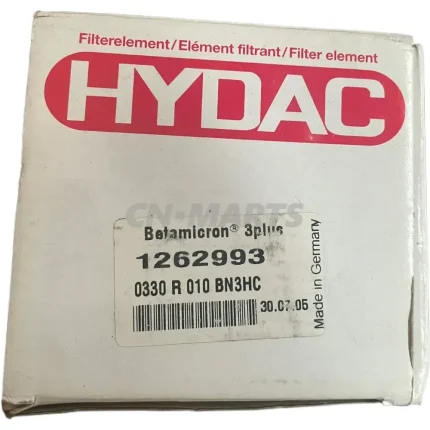 Filterelement/Elément filtrant/Filter element
HYDAC
CN-MARTS
Betamicron® 3plus
1262993
0330 R 010 BN3HC
30.07.05
Made in Germany